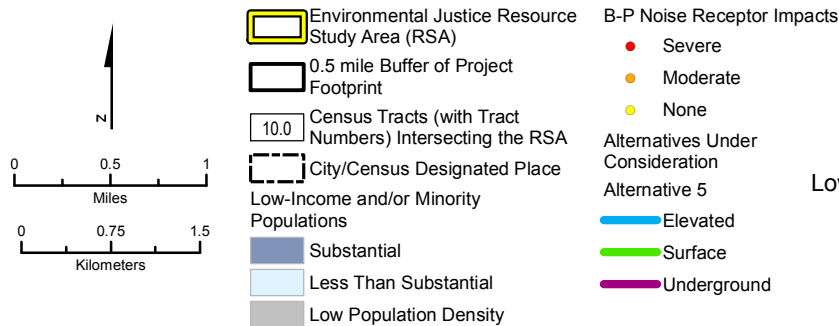 N
0 0.5 1
Miles
0 0.75 1.5
Kilometers
Environmental Justice Resource
Study Area (RSA)
0.5 mile Buffer of Project
Footprint
10.0
Census Tracts (with Tract
Numbers) Intersecting the RSA
City/Census Designated Place
Low-Income and/or Minority
Populations
Substantial
Less Than Substantial
Low Population Density
B-P Noise Receptor Impacts
Severe
Moderate
None
Alternatives Under
Consideration
Alternative 5
Elevated
Surface
Underground